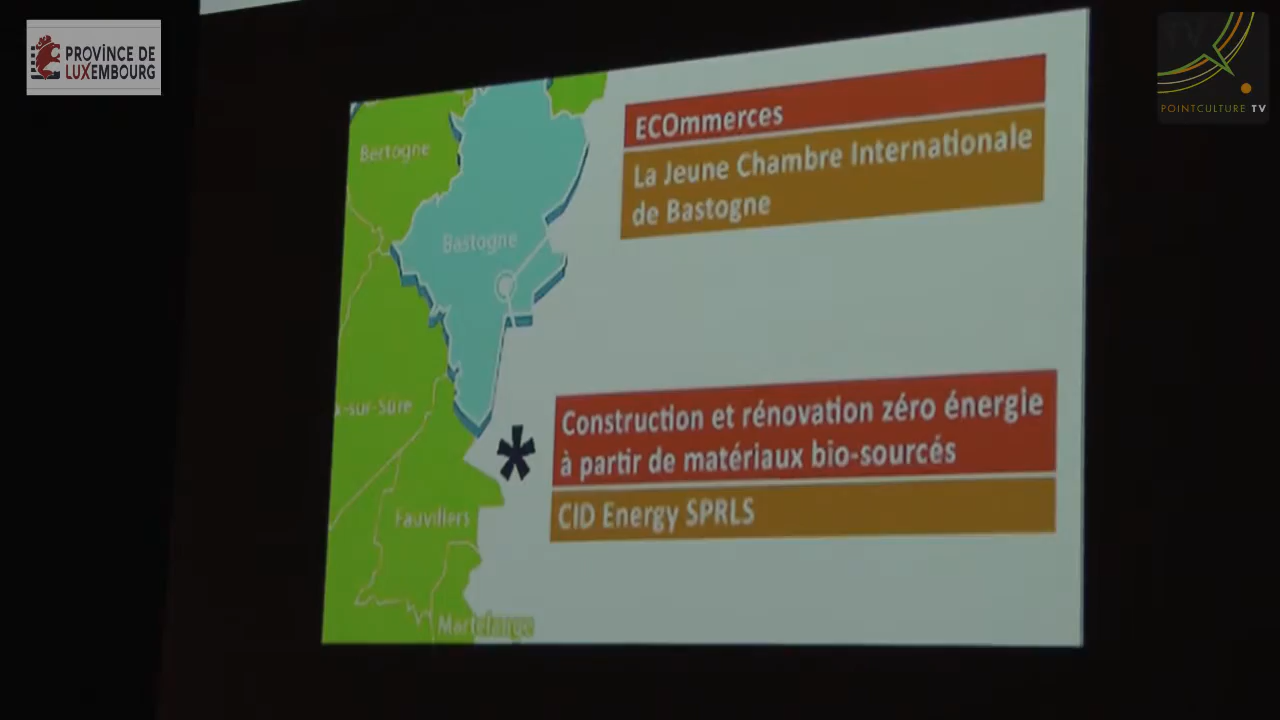 PROVINCE DE
LUXEMBOURG
POINTCULTURE TV
Bertogne
Bastogne
-sur-Sûre
Fauvillers
Martelange
ECOmmerces
La Jeune Chambre Internationale
de Bastogne
*
Construction et rénovation zéro énergie
à partir de matériaux bio-sourcés
CID Energy SPRLS